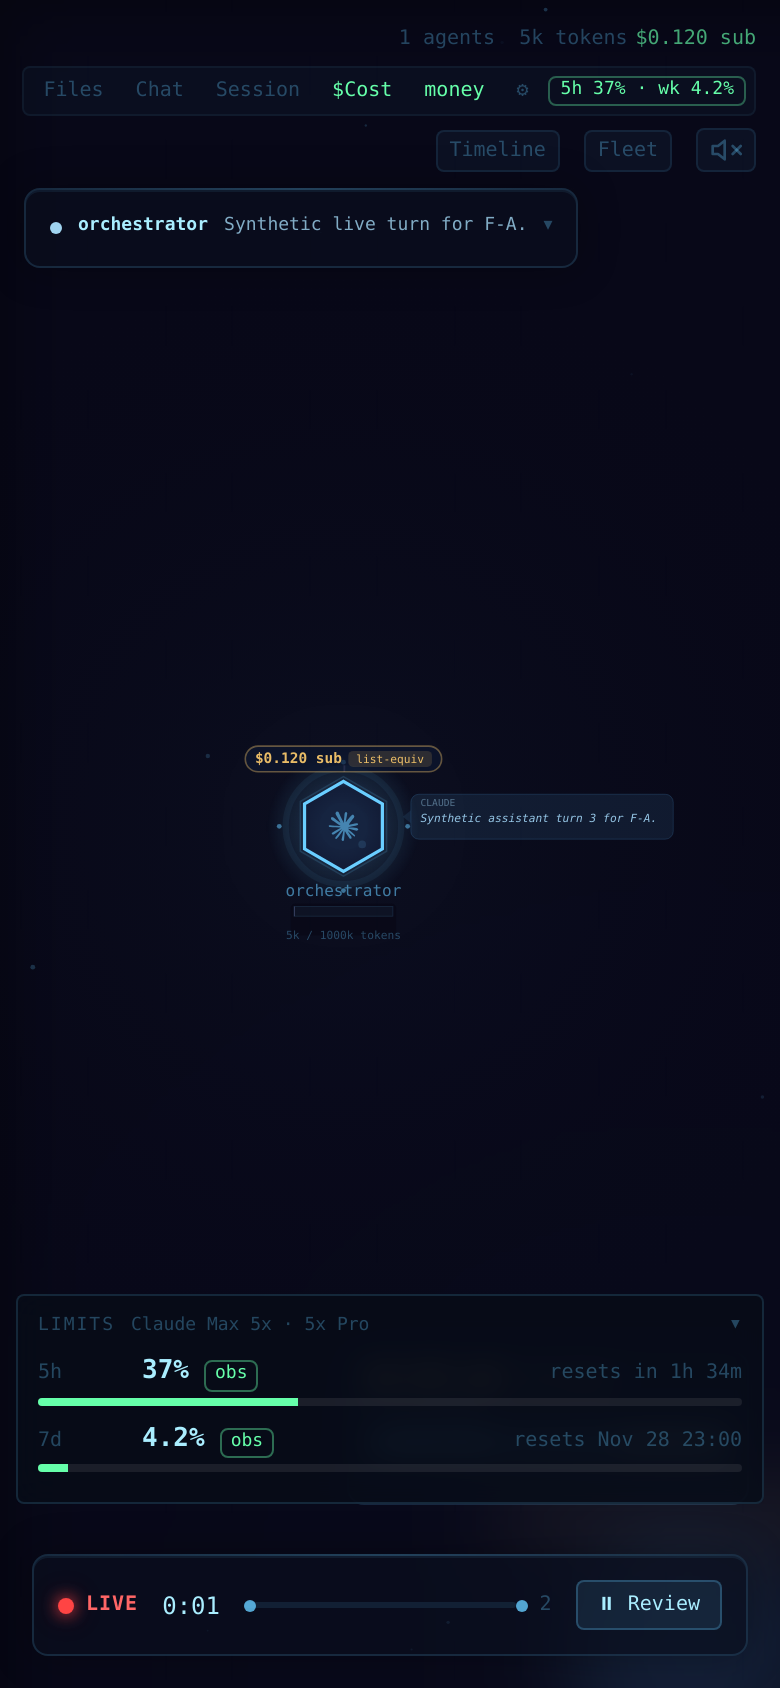 1 agents 5k tokens $0.120 sub
Files Chat Session $Cost money ⚙ 5h 37% · wk 4.2%
Timeline Fleet
orchestrator Synthetic live turn for F-A. ▼
$0.120 sub list-equiv
CLAUDE
Synthetic assistant turn 3 for F-A.
orchestrator
5k / 1000k tokens
LIMITS Claude Max 5x · 5x Pro ▼
5h 37% obs resets in 1h 34m
7d 4.2% obs resets Nov 28 23:00
LIVE 0:01 2 ⏸ Review